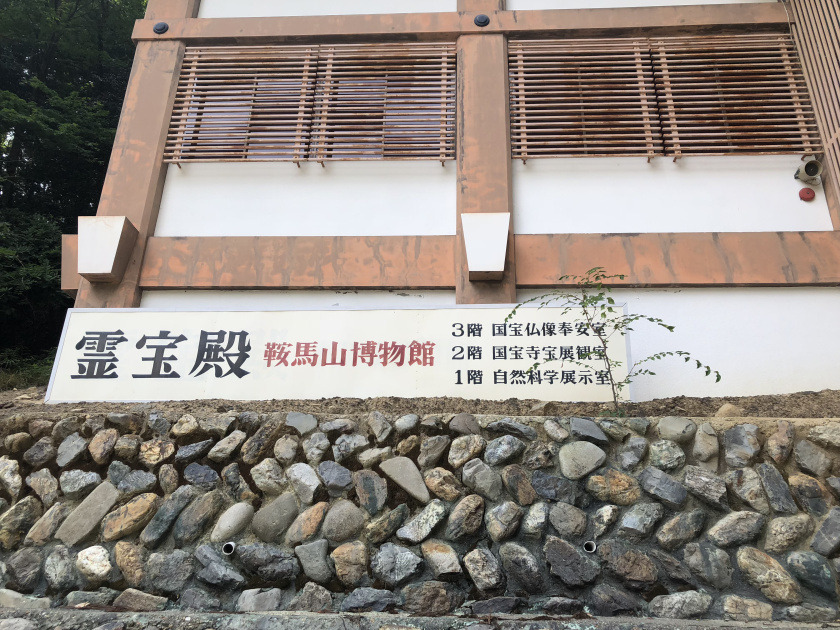 霊宝殿 鞍馬山博物館
3階 国宝仏像奉安室
2階 国宝寺宝展観室
1階 自然科学展示室